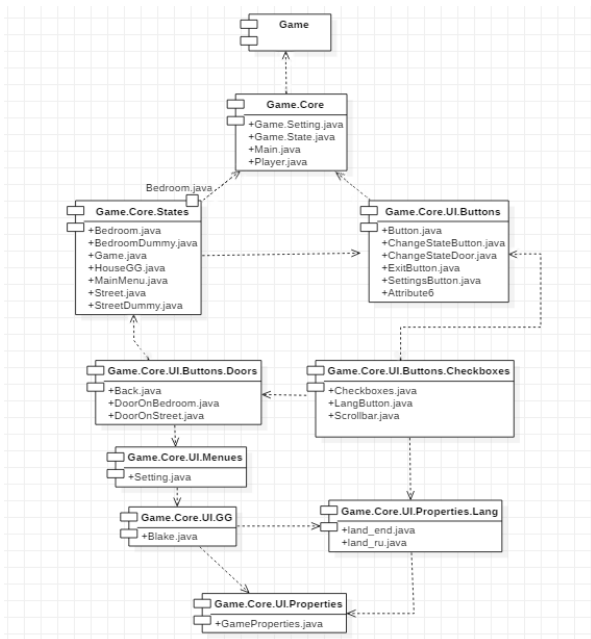 Game
Game.Core
+Game.Setting.java
+Game.State.java
+Main.java
+Player.java
Bedroom.java
Game.Core.States
+Bedroom.java
+BedroomDummy.java
+Game.java
+HouseGG.java
+MainMenu.java
+Street.java
+StreetDummy.java
Game.Core.UI.Buttons
+Button.java
+ChangeStateButton.java
+ChangeStateDoor.java
+ExitButton.java
+SettingsButton.java
+Attribute6
Game.Core.UI.Buttons.Doors
+Back.java
+DoorOnBedroom.java
+DoorOnStreet.java
Game.Core.UI.Buttons.Checkboxes
+Checkboxes.java
+LangButton.java
+Scrollbar.java
Game.Core.UI.Menues
+Setting.java
Game.Core.UI.GG
+Blake.java
Game.Core.UI.Properties.Lang
+land_end.java
+land_ru.java
Game.Core.UI.Properties
+GameProperties.java